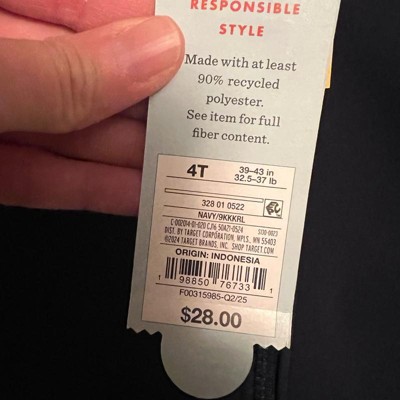 RESPONSIBLE
STYLE
Made with at least
90% recycled
polyester.
See item for full
fiber content.
4T
39–43 in
32.5–37 lb
328 01 0522
NAVY/9KKKRL
DIST. BY TARGET CORPORATION, MPLS., MN 55403
©2024 TARGET BRANDS, INC. SHOP TARGET.COM
ORIGIN: INDONESIA
1 98850 76733 1
F00315985-Q2/25
$28.00